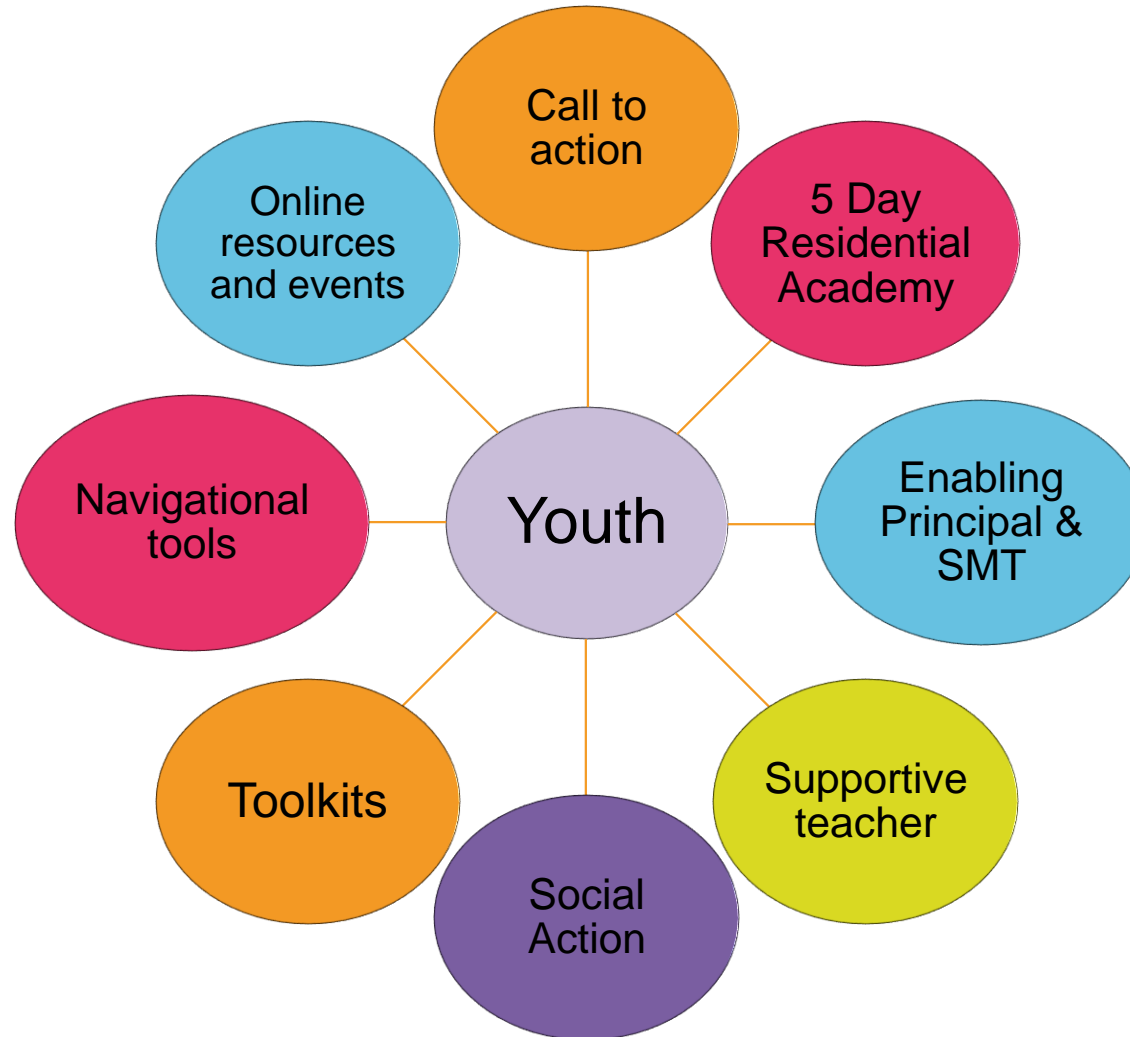 Call to
action
5 Day
Residential
Academy
Enabling
Principal &
SMT
Supportive
teacher
Social
Action
Toolkits
Navigational
tools
Online
resources
and events
Youth